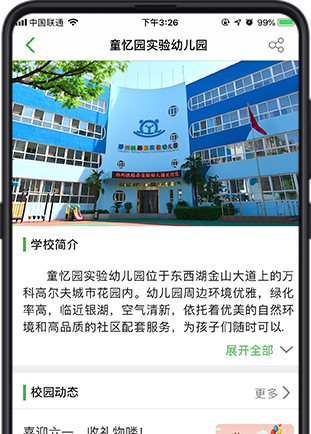 中国联通
下午3:26
99%
童忆园实验幼儿园
学校简介
童忆园实验幼儿园位于东西湖金山大道上的万
科高尔夫城市花园内。幼儿园周边环境优雅，绿化
率高，临近银湖，空气清新，依托着优美的自然环
境和高品质的社区配套服务，为孩子们随时可以.
展开全部
校园动态
更多
喜迎六一，收礼物喽！